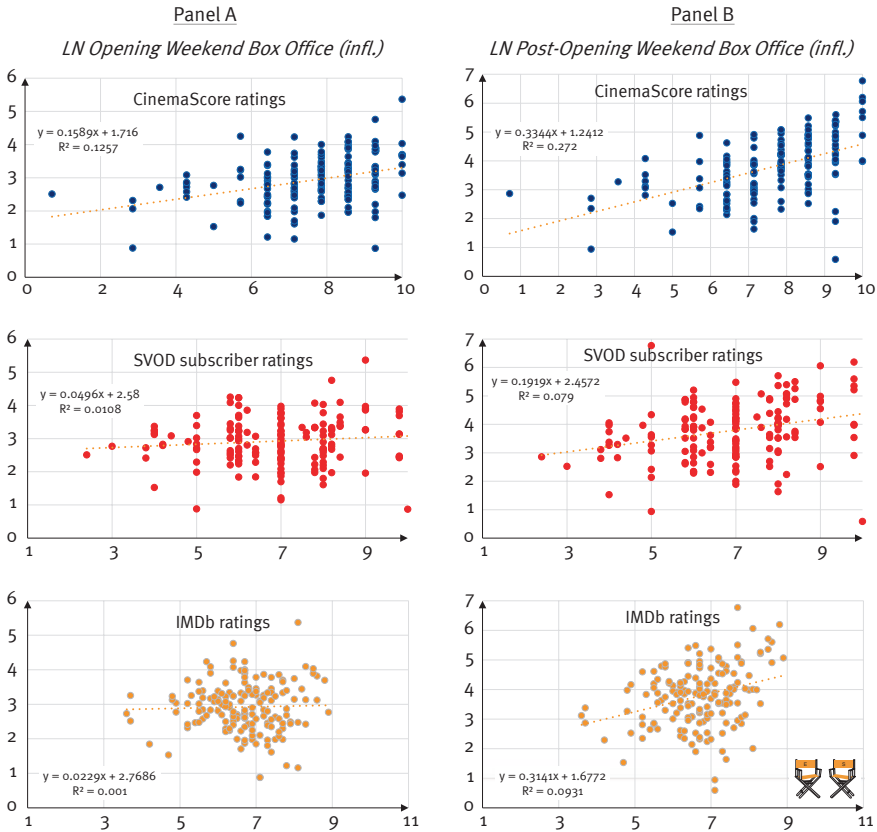 Panel A
LN Opening Weekend Box Office (infl.)
6
5
4
3
2
1
0
CinemaScore ratings
y = 0.1589x + 1.716
R² = 0.1257
0 2 4 6 8 10
6
5
4
3
2
1
0
SVOD subscriber ratings
y = 0.0496x + 2.58
R² = 0.0108
1 3 5 7 9
6
5
4
3
2
1
0
IMDb ratings
y = 0.0229x + 2.7686
R² = 0.001
1 3 5 7 9 11
Panel B
LN Post-Opening Weekend Box Office (infl.)
7
6
5
4
3
2
1
0
CinemaScore ratings
y = 0.3344x + 1.2412
R² = 0.272
0 1 2 3 4 5 6 7 8 9 10
7
6
5
4
3
2
1
0
SVOD subscriber ratings
y = 0.1919x + 2.4572
R² = 0.079
1 3 5 7 9
7
6
5
4
3
2
1
0
IMDb ratings
y = 0.3141x + 1.6772
R² = 0.0931
1 3 5 7 9 11